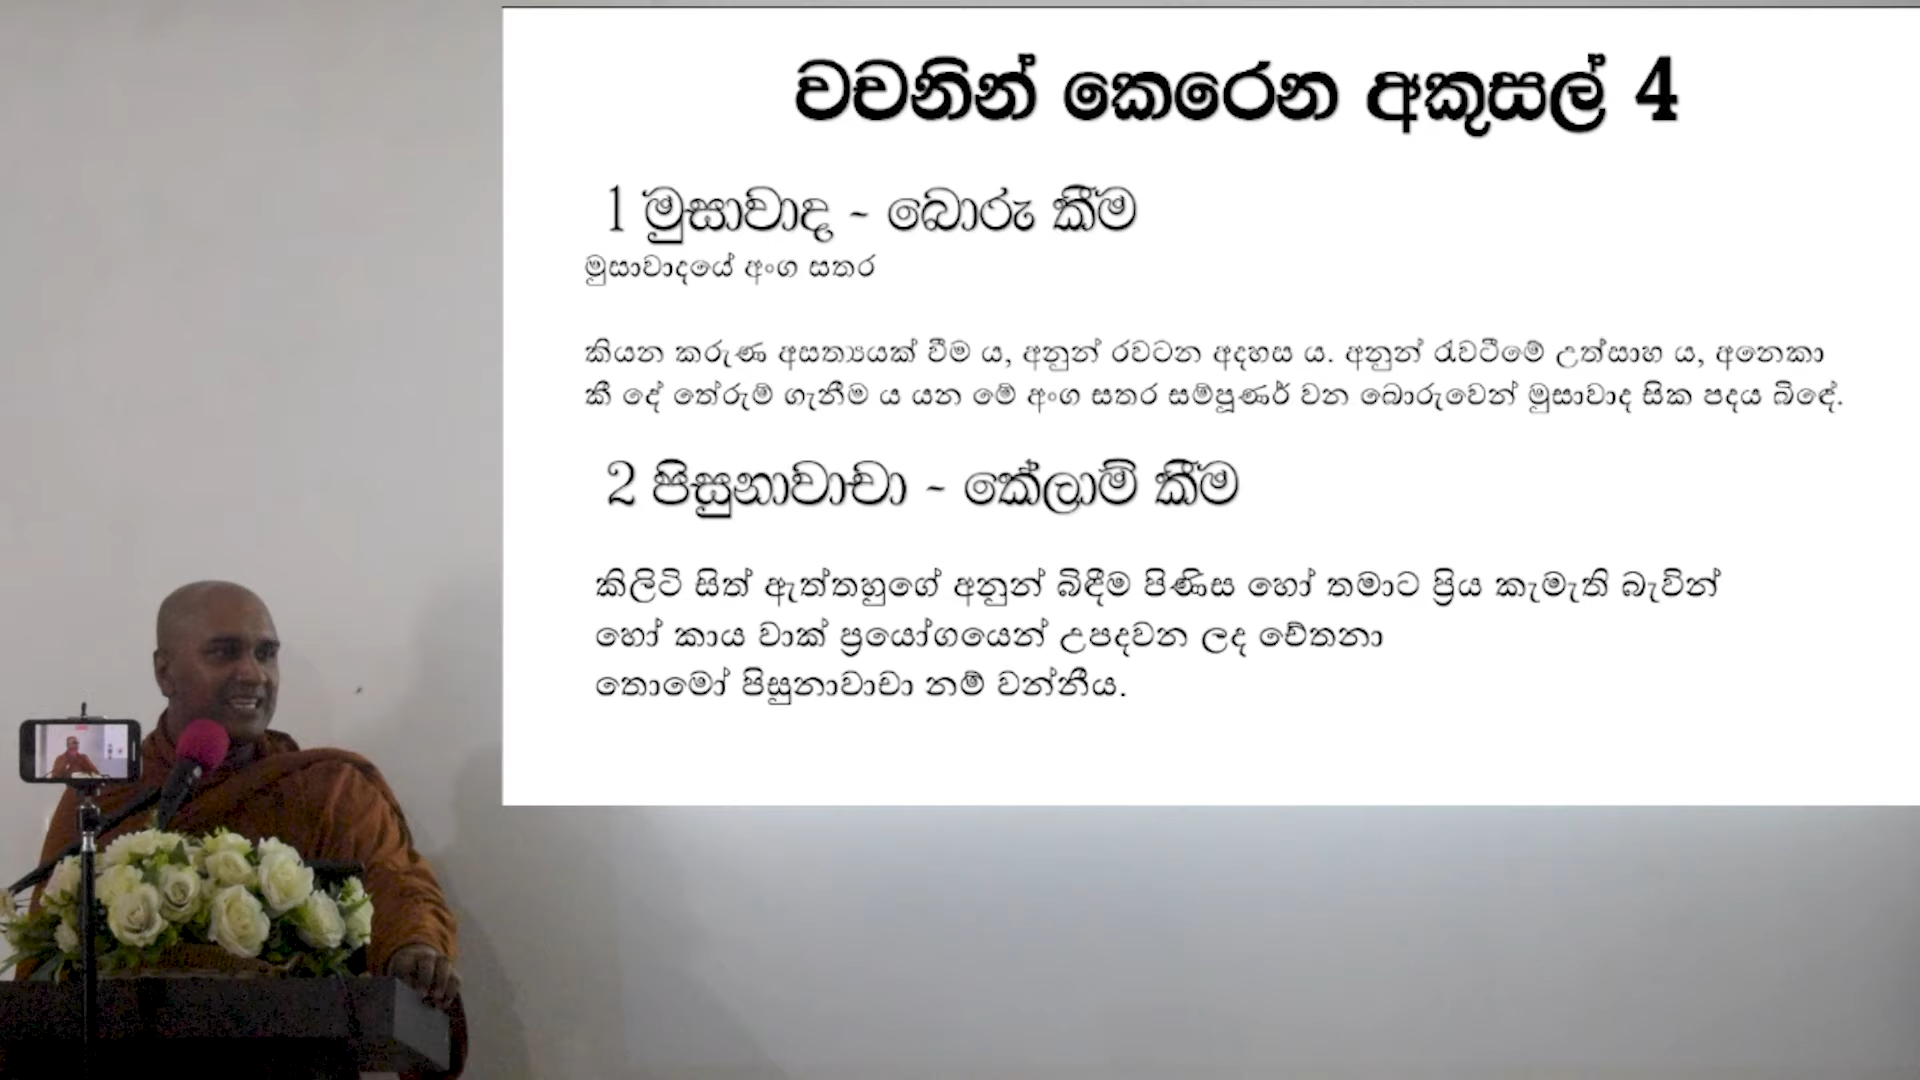 වචනින් කෙරෙන අකුසල් 4
1 මුසාවාද - බොරු කීම
මුසාවාදයේ අංග සතර
කියන කරුණ අසත්‍යයක් වීම ය, අනුන් රවටන අදහස ය. අනුන් රැවටීමේ උත්සාහ ය, අනෙකා
කී දේ තේරුම් ගැනීම ය යන මේ අංග සතර සම්පූර්ණ වන බොරුවෙන් මුසාවාද සික පදය බිඳේ.
2 පිසුනාවාචා - කේලාම් කීම
කිලිටි සිත් ඇත්තහුගේ අනුන් බිඳීම පිණිස හෝ තමාට ප්‍රිය කැමැති බැවින්
හෝ කාය වාක් ප්‍රයෝගයෙන් උපදවන ලද චේතනා
තොමෝ පිසුනාවාචා නම් වන්නීය.